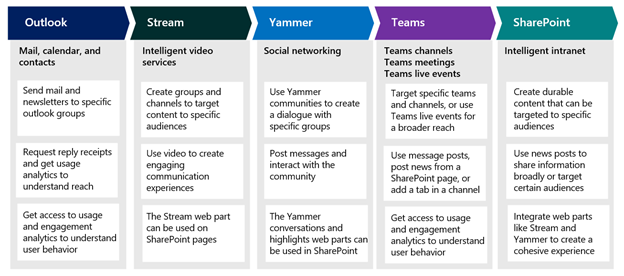 Outlook
Mail, calendar, and
contacts
Send mail and
newsletters to specific
outlook groups
Request reply receipts
and get usage
analytics to
understand reach
Get access to usage
and engagement
analytics to understand
user behavior
Stream
Intelligent video
services
Create groups and
channels to target
content to specific
audiences
Use video to create
engaging
communication
experiences
The Stream web part
can be used on
SharePoint pages
Yammer
Social networking
Use Yammer
communities to create
a dialogue with
specific groups
Post messages and
interact with the
community
The Yammer
conversations and
highlights web parts can
be used in SharePoint
Teams
Teams channels
Teams meetings
Teams live events
Target specific teams
and channels, or use
Teams live events for
a broader reach
Use message posts,
post news from a
SharePoint page, or
add a tab in a channel
Get access to usage
and engagement
analytics to understand
user behavior
SharePoint
Intelligent intranet
Create durable
content that can be
targeted to specific
audiences
Use news posts to
share information
broadly or target
certain audiences
Integrate web parts
like Stream and
Yammer to create a
cohesive experience